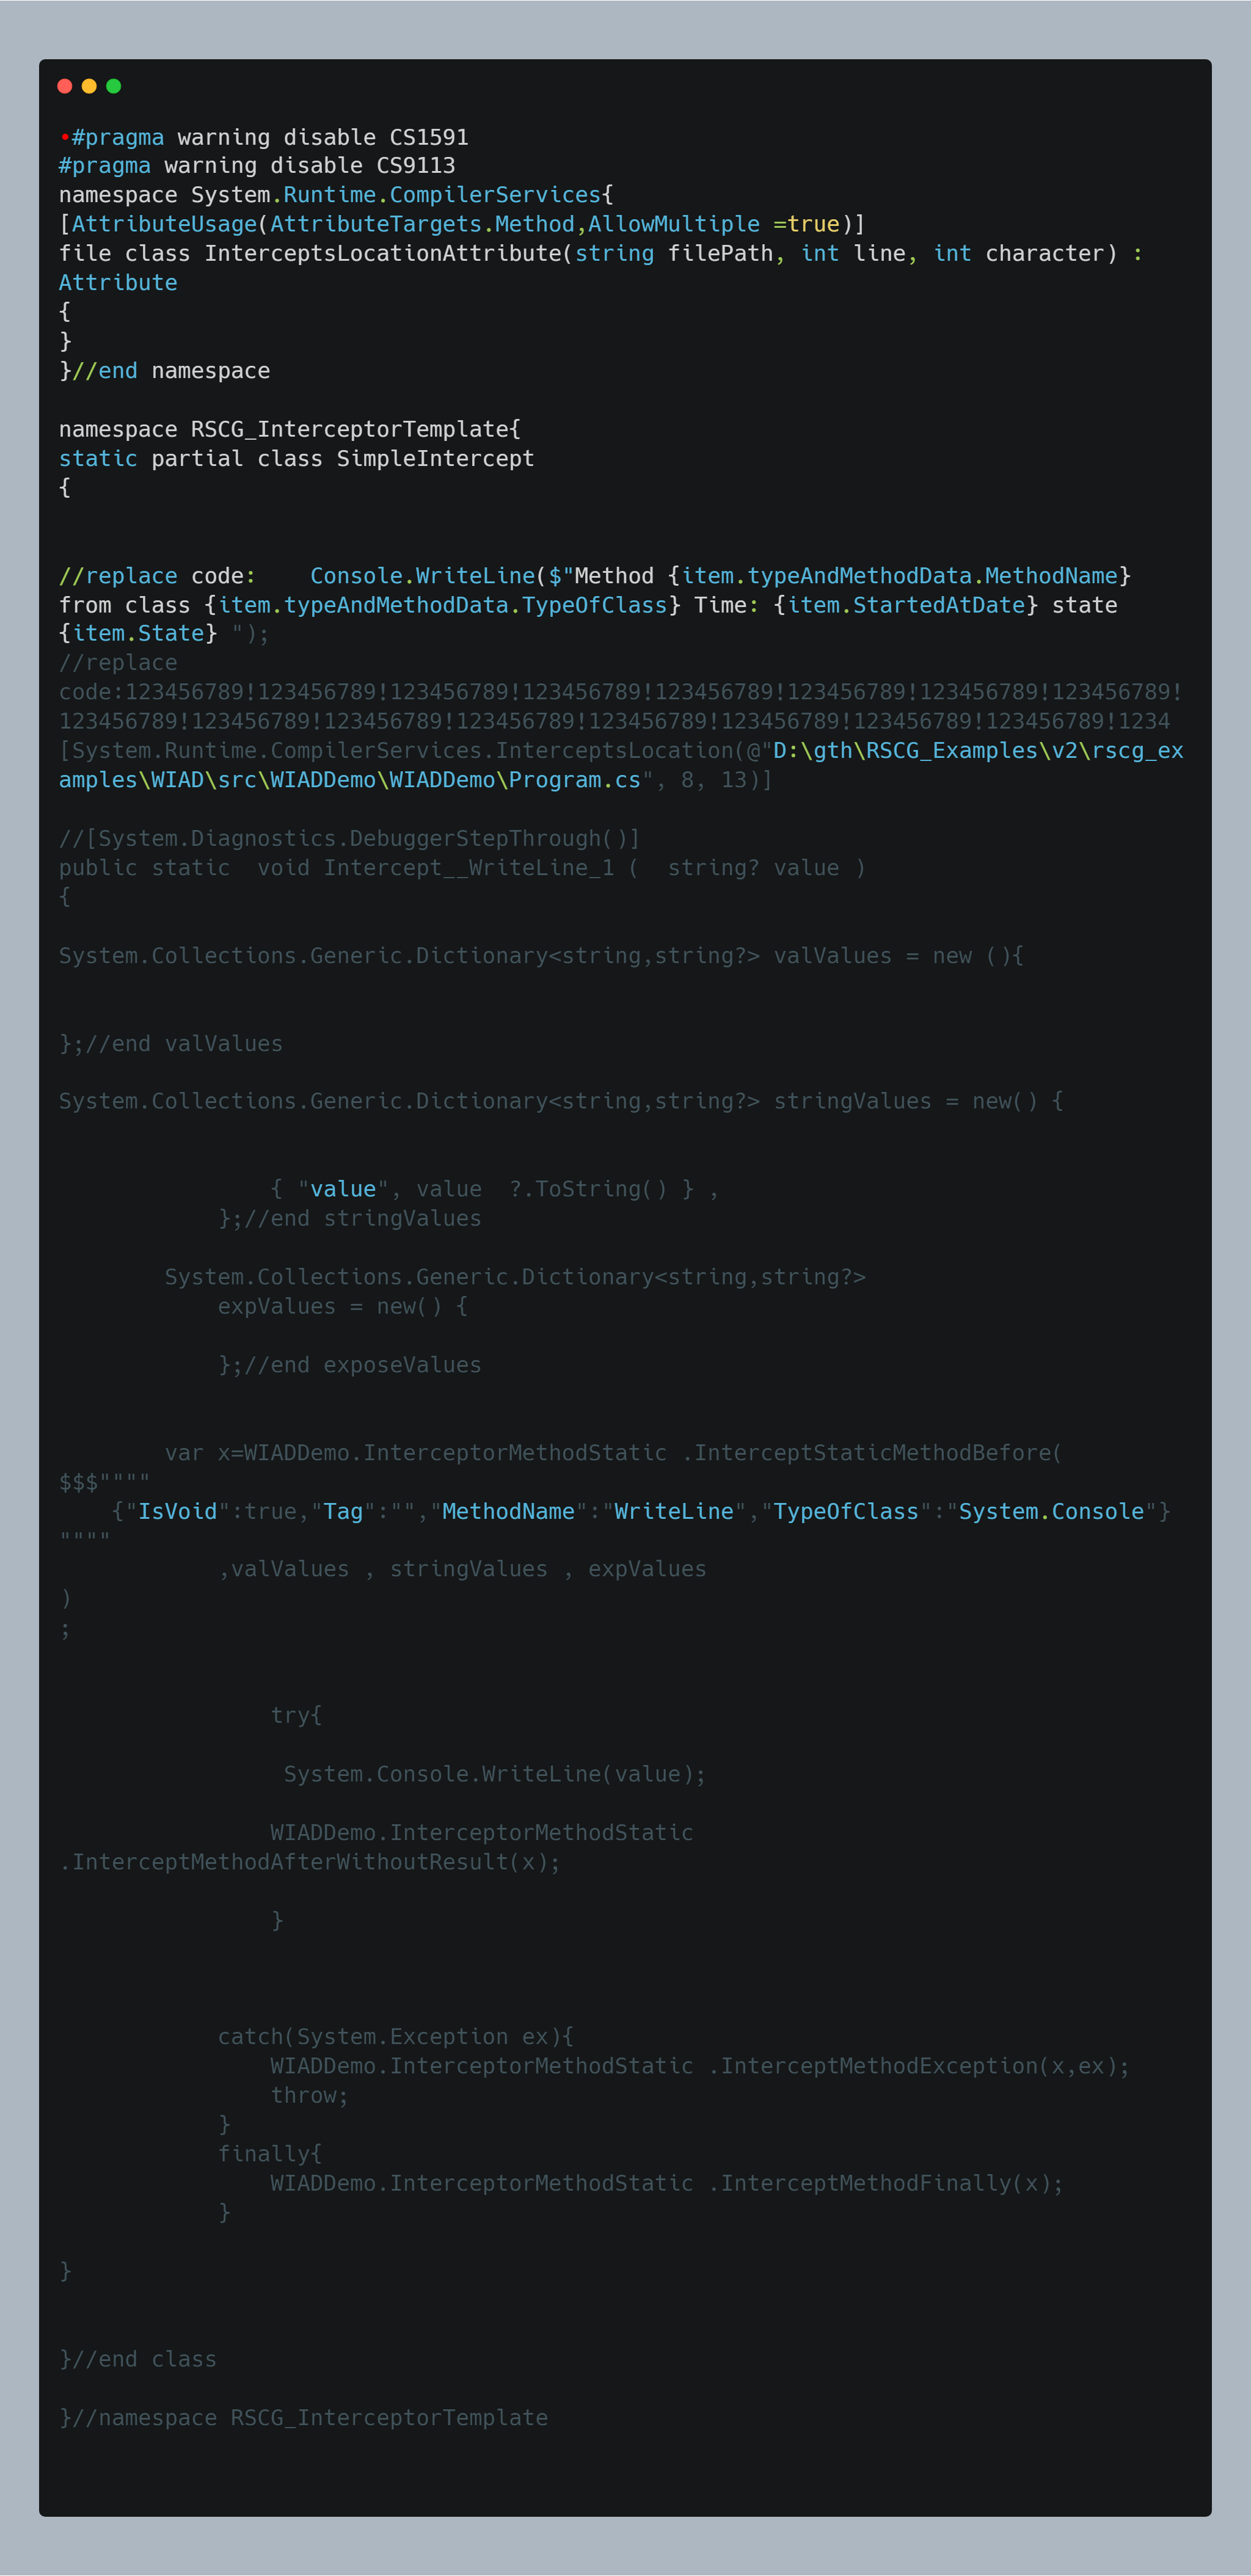 •#pragma warning disable CS1591
#pragma warning disable CS9113
namespace System.Runtime.CompilerServices{
[AttributeUsage(AttributeTargets.Method,AllowMultiple =true)]
file class InterceptsLocationAttribute(string filePath, int line, int character) :
Attribute
{
}
}//end namespace

namespace RSCG_InterceptorTemplate{
static partial class SimpleIntercept
{


//replace code:    Console.WriteLine($"Method {item.typeAndMethodData.MethodName}
from class {item.typeAndMethodData.TypeOfClass} Time: {item.StartedAtDate} state
{item.State} ");
//replace
code:123456789!123456789!123456789!123456789!123456789!123456789!123456789!123456789!
123456789!123456789!123456789!123456789!123456789!123456789!123456789!123456789!1234
[System.Runtime.CompilerServices.InterceptsLocation(@"D:\gth\RSCG_Examples\v2\rscg_ex
amples\WIAD\src\WIADDemo\WIADDemo\Program.cs", 8, 13)]

//[System.Diagnostics.DebuggerStepThrough()]
public static  void Intercept__WriteLine_1 (  string? value )
{

System.Collections.Generic.Dictionary<string,string?> valValues = new (){


};//end valValues

System.Collections.Generic.Dictionary<string,string?> stringValues = new() {


                { "value", value  ?.ToString() } ,
            };//end stringValues

        System.Collections.Generic.Dictionary<string,string?>
            expValues = new() {

            };//end exposeValues


        var x=WIADDemo.InterceptorMethodStatic .InterceptStaticMethodBefore(
$$$""""
    {"IsVoid":true,"Tag":"","MethodName":"WriteLine","TypeOfClass":"System.Console"}
""""
            ,valValues , stringValues , expValues
)
;


                try{

                 System.Console.WriteLine(value);

                WIADDemo.InterceptorMethodStatic
.InterceptMethodAfterWithoutResult(x);

                }



            catch(System.Exception ex){
                WIADDemo.InterceptorMethodStatic .InterceptMethodException(x,ex);
                throw;
            }
            finally{
                WIADDemo.InterceptorMethodStatic .InterceptMethodFinally(x);
            }

}


}//end class

}//namespace RSCG_InterceptorTemplate